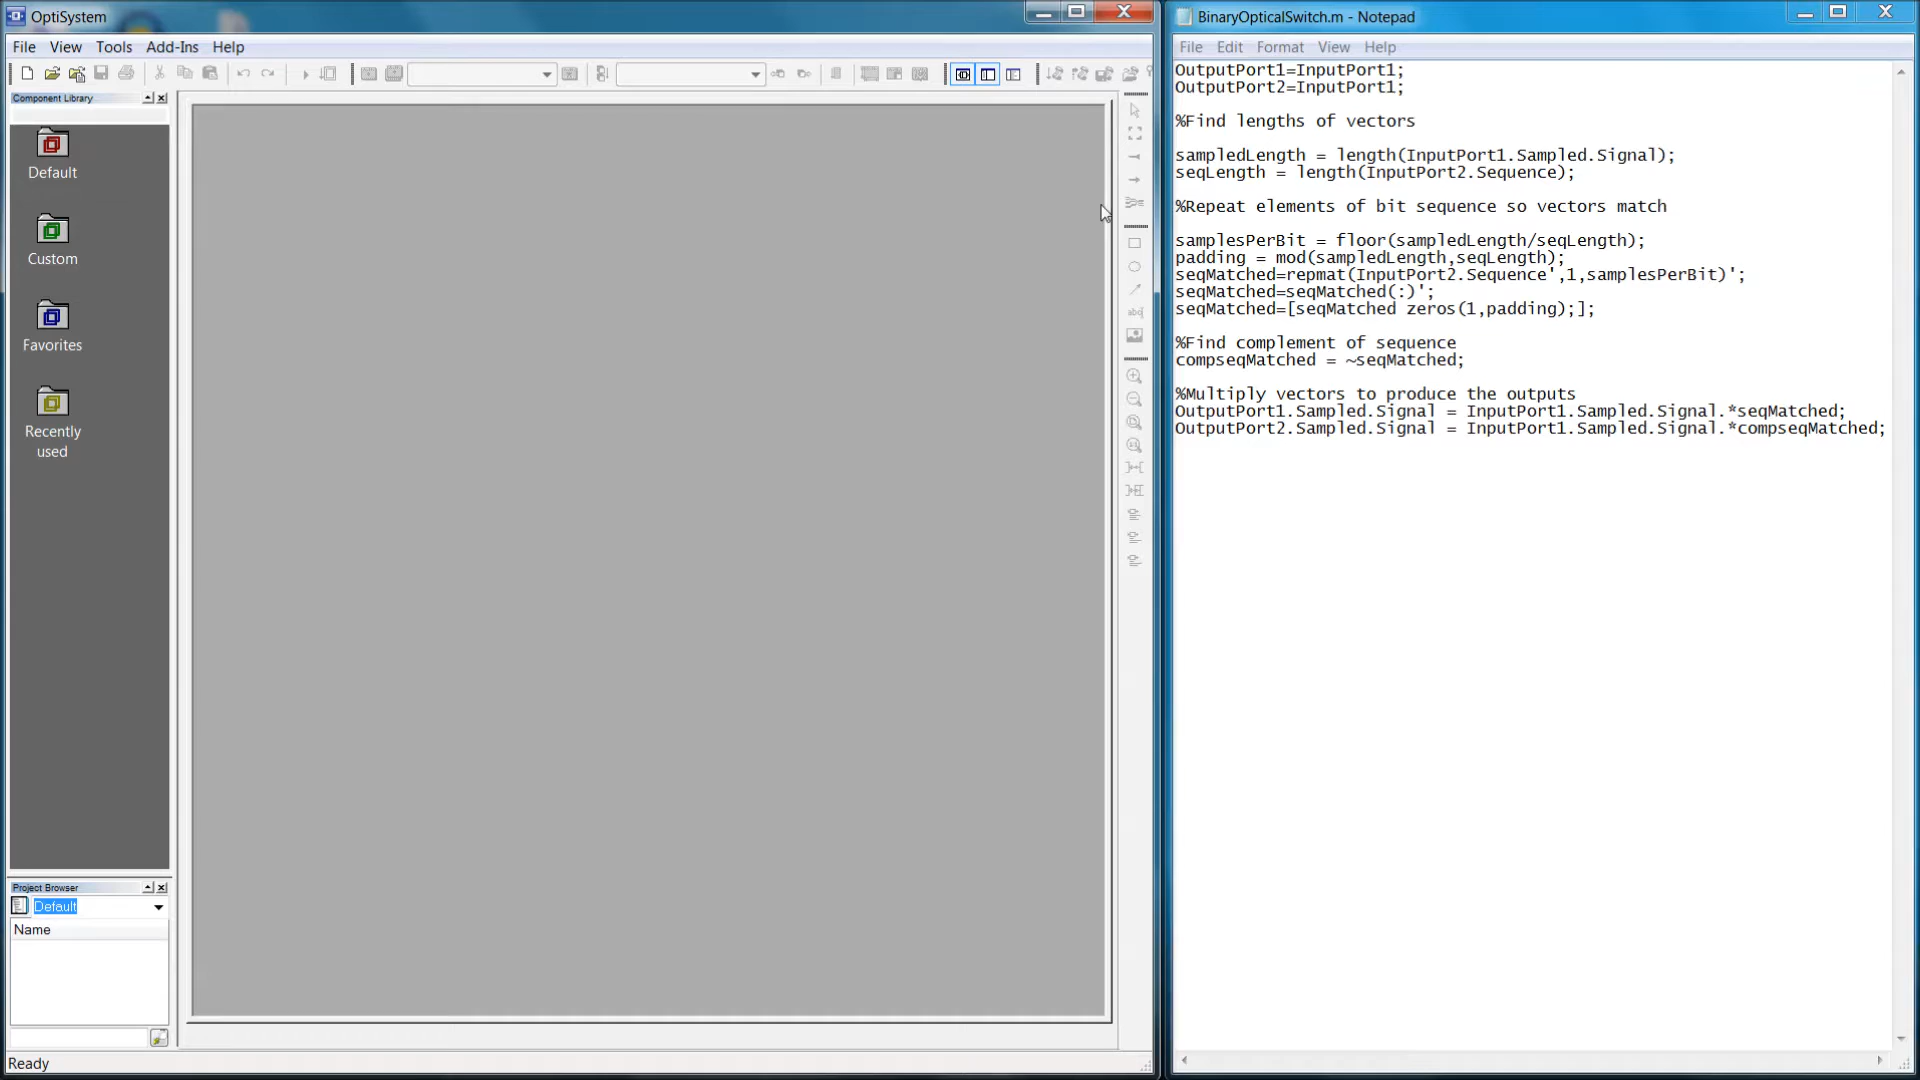 OptiSystem
File View Tools Add-Ins Help
Component Library
Default
Custom
Favorites
Recently
used
Project Browser
Default
Name
Ready
BinaryOpticalSwitch.m - Notepad
File Edit Format View Help
OutputPort1=InputPort1;
OutputPort2=InputPort1;
%Find lengths of vectors
sampledLength = length(InputPort1.Sampled.Signal);
seqLength = length(InputPort2.Sequence);
%Repeat elements of bit sequence so vectors match
samplesPerBit = floor(sampledLength/seqLength);
padding = mod(sampledLength,seqLength);
seqMatched=repmat(InputPort2.Sequence',1,samplesPerBit)';
seqMatched=seqMatched(:)';
seqMatched=[seqMatched zeros(1,padding);];
%Find complement of sequence
compseqMatched = ~seqMatched;
%Multiply vectors to produce the outputs
OutputPort1.Sampled.Signal = InputPort1.Sampled.Signal.*seqMatched;
OutputPort2.Sampled.Signal = InputPort1.Sampled.Signal.*compseqMatched;